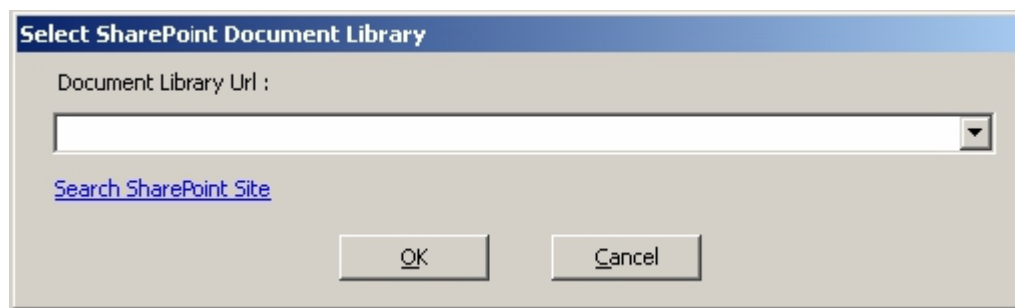 Select SharePoint Document Library
Document Library Url :
Search SharePoint Site
OK
Cancel